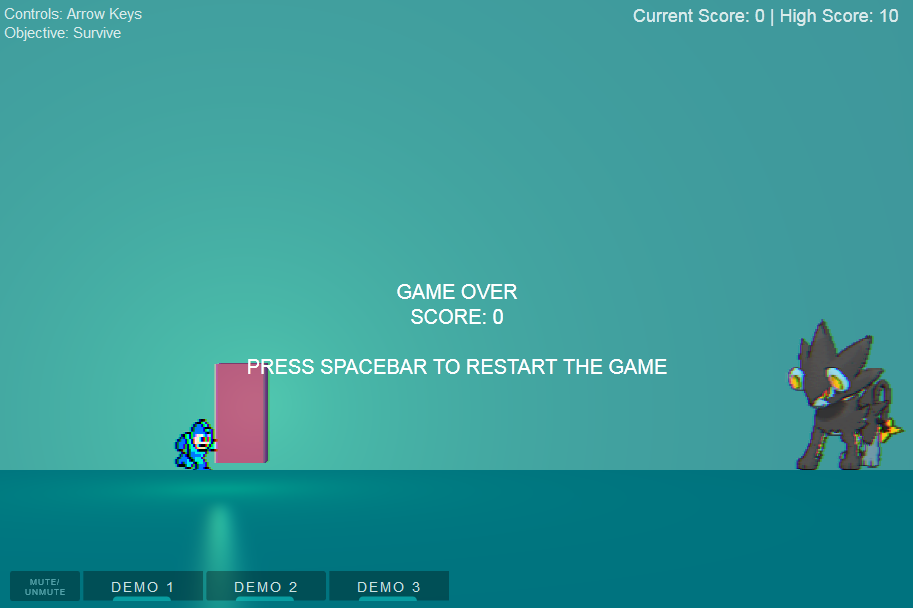 Controls: Arrow Keys
Objective: Survive
Current Score: 0 | High Score: 10
GAME OVER
SCORE: 0
PRESS SPACEBAR TO RESTART THE GAME
MUTE/
UNMUTE
DEMO 1
DEMO 2
DEMO 3